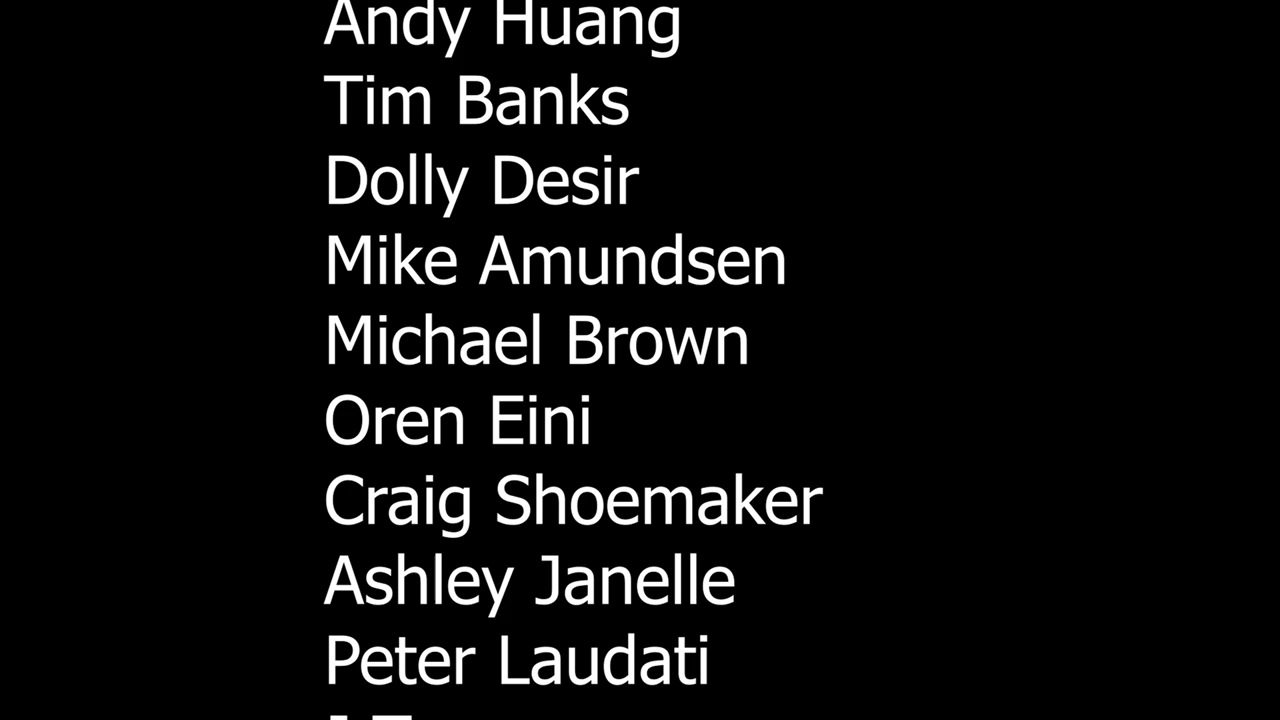 Andy Huang
Tim Banks
Dolly Desir
Mike Amundsen
Michael Brown
Oren Eini
Craig Shoemaker
Ashley Janelle
Peter Laudati